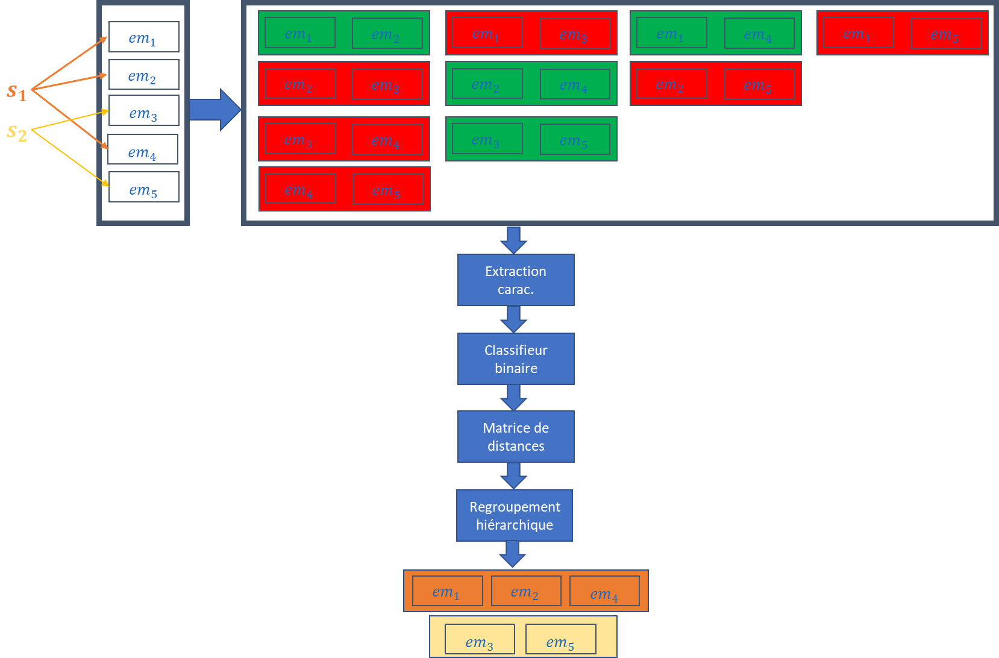 s₁
s₂
em₁
em₂
em₃
em₄
em₅
em₁ em₂ em₁ em₃ em₁ em₄ em₁ em₅
em₂ em₃ em₂ em₄ em₂ em₅
em₃ em₄ em₃ em₅
em₄ em₅
Extraction
carac.
Classifieur
binaire
Matrice de
distances
Regroupement
hiérarchique
em₁ em₂ em₄
em₃ em₅